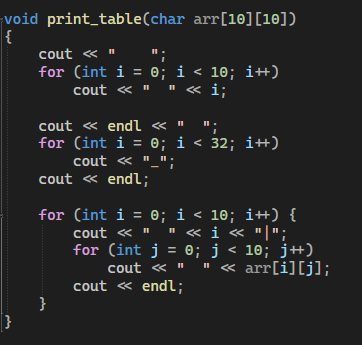 void print_table(char arr[10][10])
{
    cout << "    ";
    for (int i = 0; i < 10; i++)
        cout << "  " << i;

    cout << endl << "  ";
    for (int i = 0; i < 32; i++)
        cout << "_";
    cout << endl;

    for (int i = 0; i < 10; i++) {
        cout << "  " << i << "|";
        for (int j = 0; j < 10; j++)
            cout << "  " << arr[i][j];
        cout << endl;
    }
}